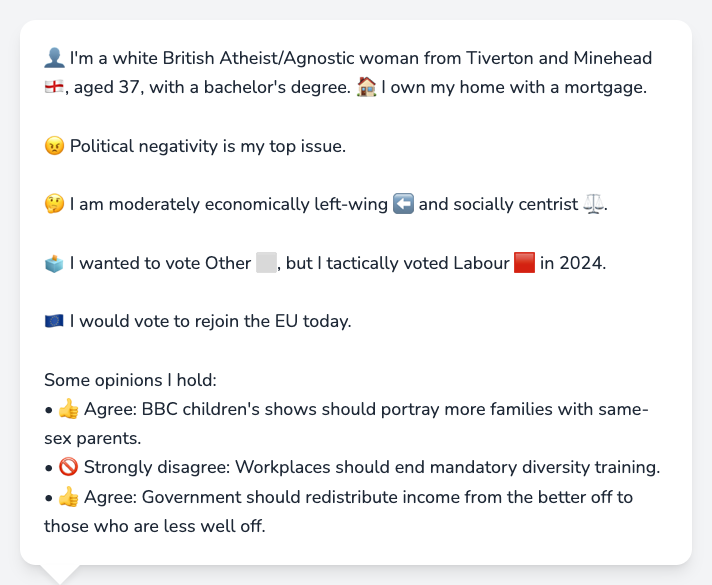 👤 I'm a white British Atheist/Agnostic woman from Tiverton and Minehead
🏴󠁧󠁢󠁥󠁮󠁧󠁿, aged 37, with a bachelor's degree. 🏠 I own my home with a mortgage.
😠 Political negativity is my top issue.
🤔 I am moderately economically left-wing ⬅️ and socially centrist ⚖️.
🗳️ I wanted to vote Other ⬜, but I tactically voted Labour 🟥 in 2024.
🇪🇺 I would vote to rejoin the EU today.
Some opinions I hold:
• 👍 Agree: BBC children's shows should portray more families with same-
sex parents.
• 🚫 Strongly disagree: Workplaces should end mandatory diversity training.
• 👍 Agree: Government should redistribute income from the better off to
those who are less well off.